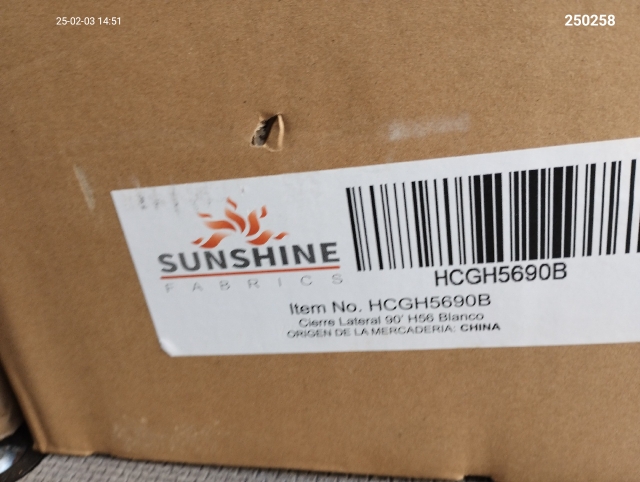 25-02-03 14:51
250258
SUNSHINE
FABRICS
HCGH5690B
Item No. HCGH5690B
Cierre Lateral 90' H56 Blanco
ORIGEN DE LA MERCADERIA: CHINA